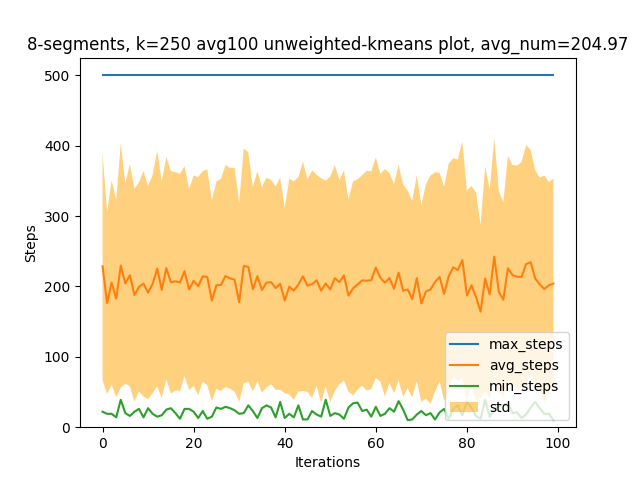 8-segments, k=250 avg100 unweighted-kmeans plot, avg_num=204.97
500
400
300
200
100
0
Steps
0
20
40
60
80
100
Iterations
max_steps
avg_steps
min_steps
std